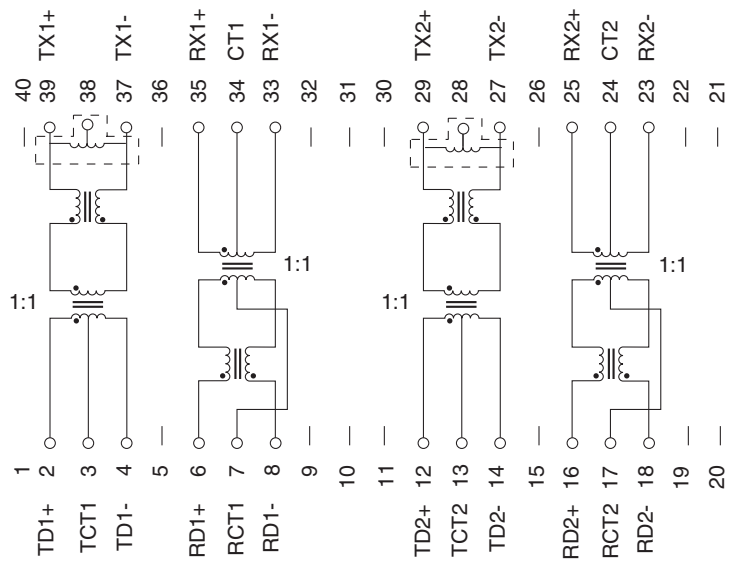 TX1+ TX1- RX1+ CT1 RX1- TX2+ TX2- RX2+ CT2 RX2-
40 39 38 37 36 35 34 33 32 31 30 29 28 27 26 25 24 23 22 21
1:1 1:1 1:1 1:1
1 2 3 4 5 6 7 8 9 10 11 12 13 14 15 16 17 18 19 20
TD1+ TCT1 TD1- RD1+ RCT1 RD1- TD2+ TCT2 TD2- RD2+ RCT2 RD2-